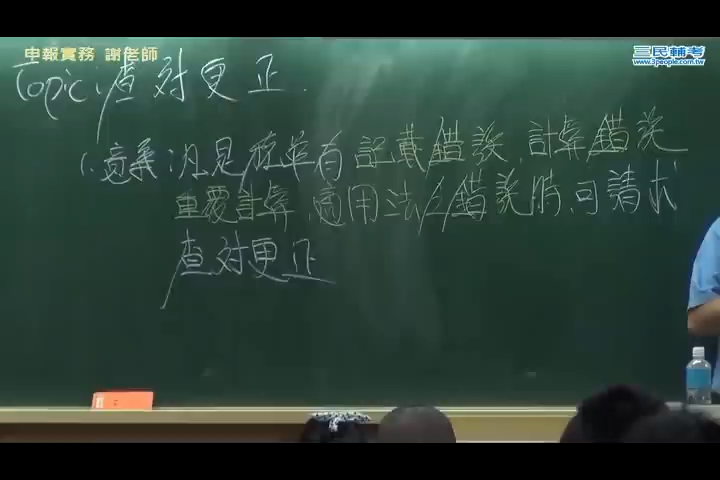 申報實務 謝老師
三民輔考
www.3people.com.tw
Topic:查对更正.
1.意義:凡是稅單有記載錯誤、計算錯誤
重覆計算、適用法令錯誤時,可請求
查对更正